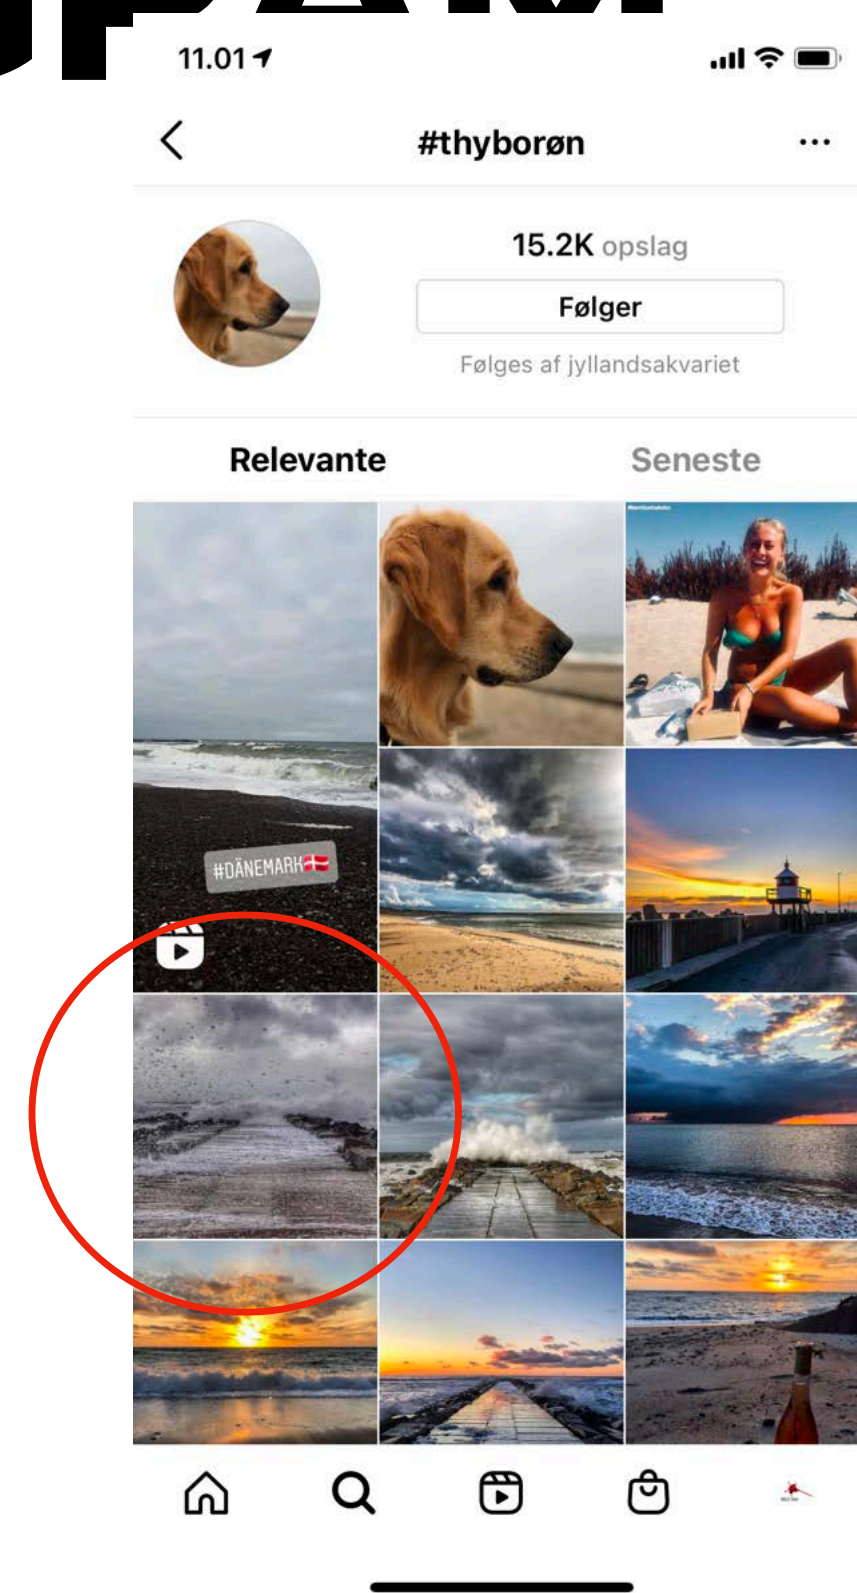 11.01
#thyborøn
15.2K opslag
Følger
Følges af jyllandsakvariet
Relevante
Seneste
#DÄNEMARK